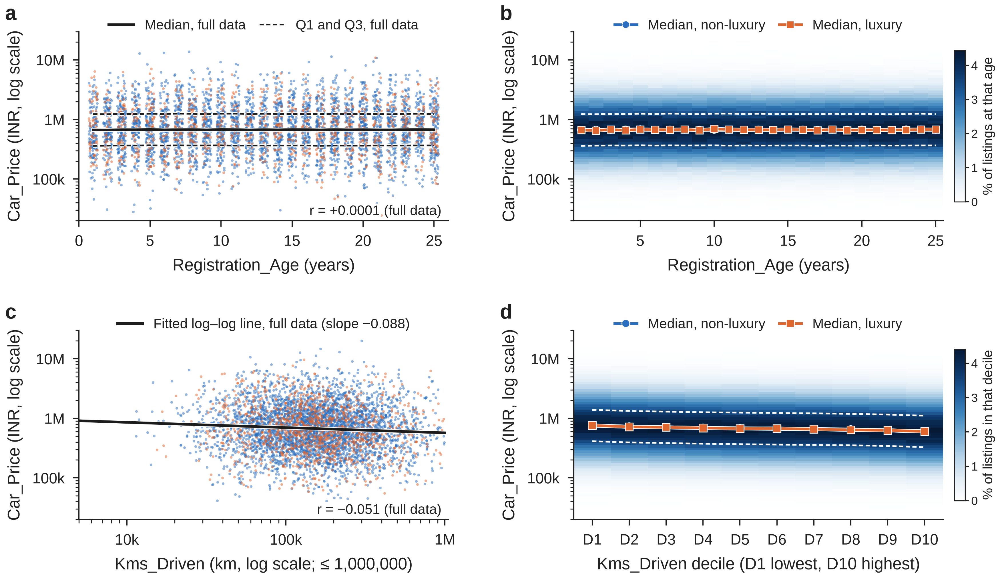 a
Median, full data
Q1 and Q3, full data
Car_Price (INR, log scale)
10M
1M
100k
r = +0.0001 (full data)
0
5
10
15
20
25
Registration_Age (years)
b
Median, non-luxury
Median, luxury
Car_Price (INR, log scale)
10M
1M
100k
5
10
15
20
25
Registration_Age (years)
4
3
2
1
0
% of listings at that age
c
Fitted log–log line, full data (slope −0.088)
Car_Price (INR, log scale)
10M
1M
100k
r = −0.051 (full data)
10k
100k
1M
Kms_Driven (km, log scale; ≤ 1,000,000)
d
Median, non-luxury
Median, luxury
Car_Price (INR, log scale)
10M
1M
100k
D1
D2
D3
D4
D5
D6
D7
D8
D9
D10
Kms_Driven decile (D1 lowest, D10 highest)
4
3
2
1
0
% of listings in that decile